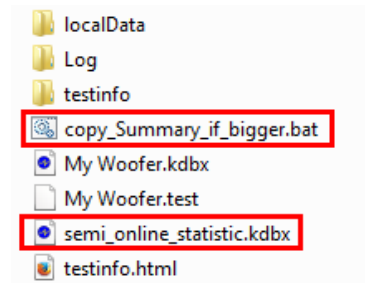 localData
Log
testinfo
copy_Summary_if_bigger.bat
My Woofer.kdbx
My Woofer.test
semi_online_statistic.kdbx
testinfo.html